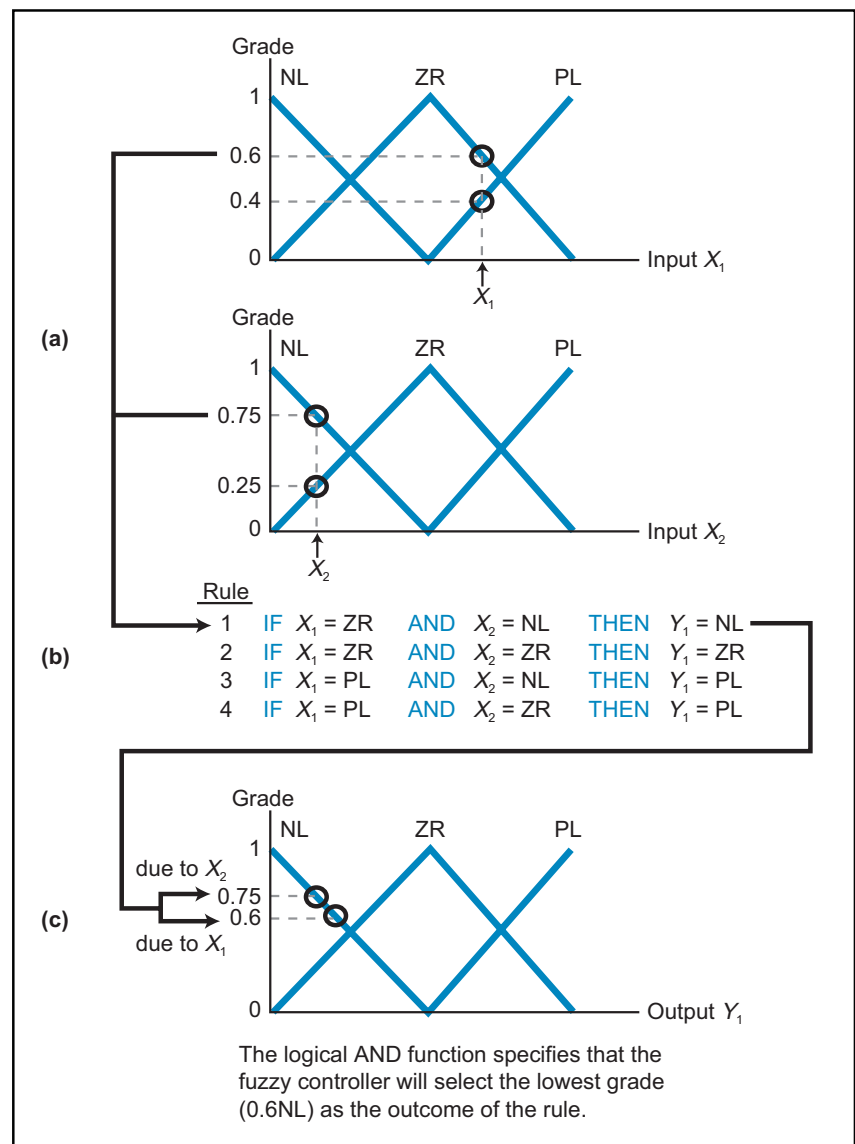 Grade
NL ZR PL
1
0.6
0.4
0
Input X₁
X₁
(a)
Grade
NL ZR PL
1
0.75
0.25
0
Input X₂
X₂
Rule
1 IF X₁ = ZR AND X₂ = NL THEN Y₁ = NL
(b)
2 IF X₁ = ZR AND X₂ = ZR THEN Y₁ = ZR
3 IF X₁ = PL AND X₂ = NL THEN Y₁ = PL
4 IF X₁ = PL AND X₂ = ZR THEN Y₁ = PL
Grade
NL ZR PL
1
due to X₂
0.75
(c)
0.6
due to X₁
0
Output Y₁
The logical AND function specifies that the
fuzzy controller will select the lowest grade
(0.6NL) as the outcome of the rule.